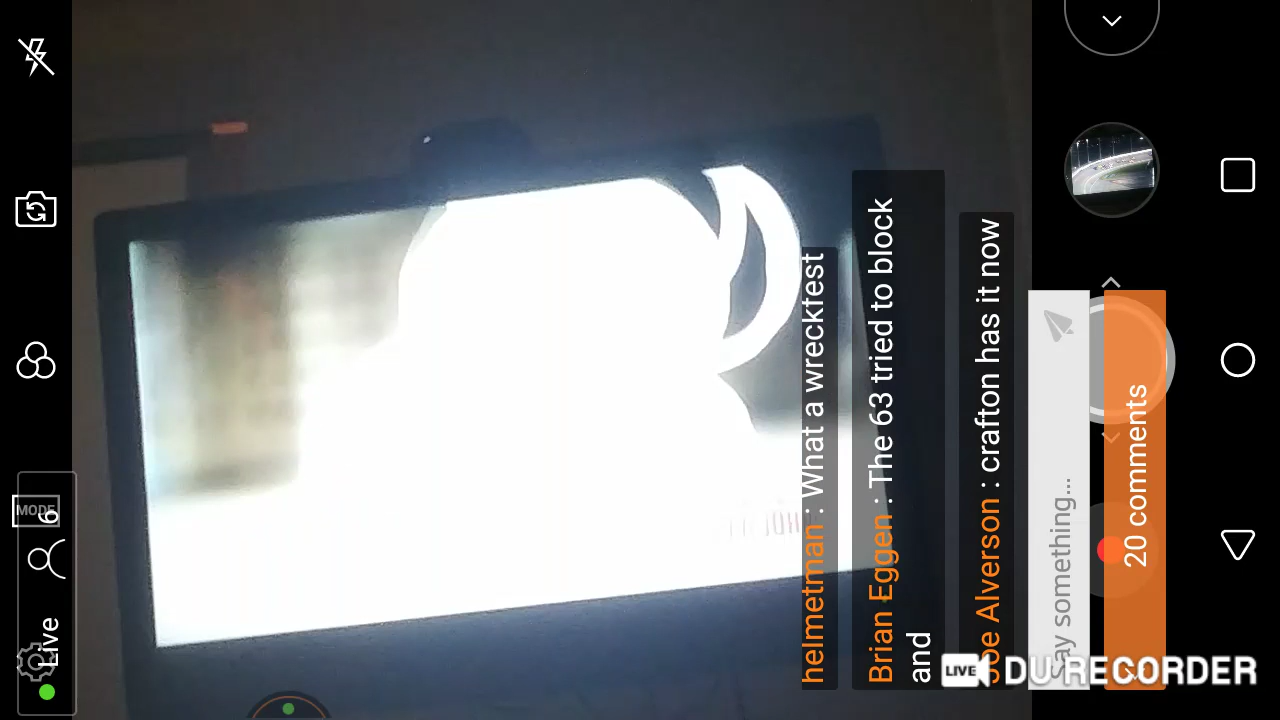 helmetman : What a wreckfest
Brian Eggen : The 63 tried to block
and
Joe Alverson : crafton has it now
Say something...
20 comments
MODE
6
Live
LIVE DU RECORDER